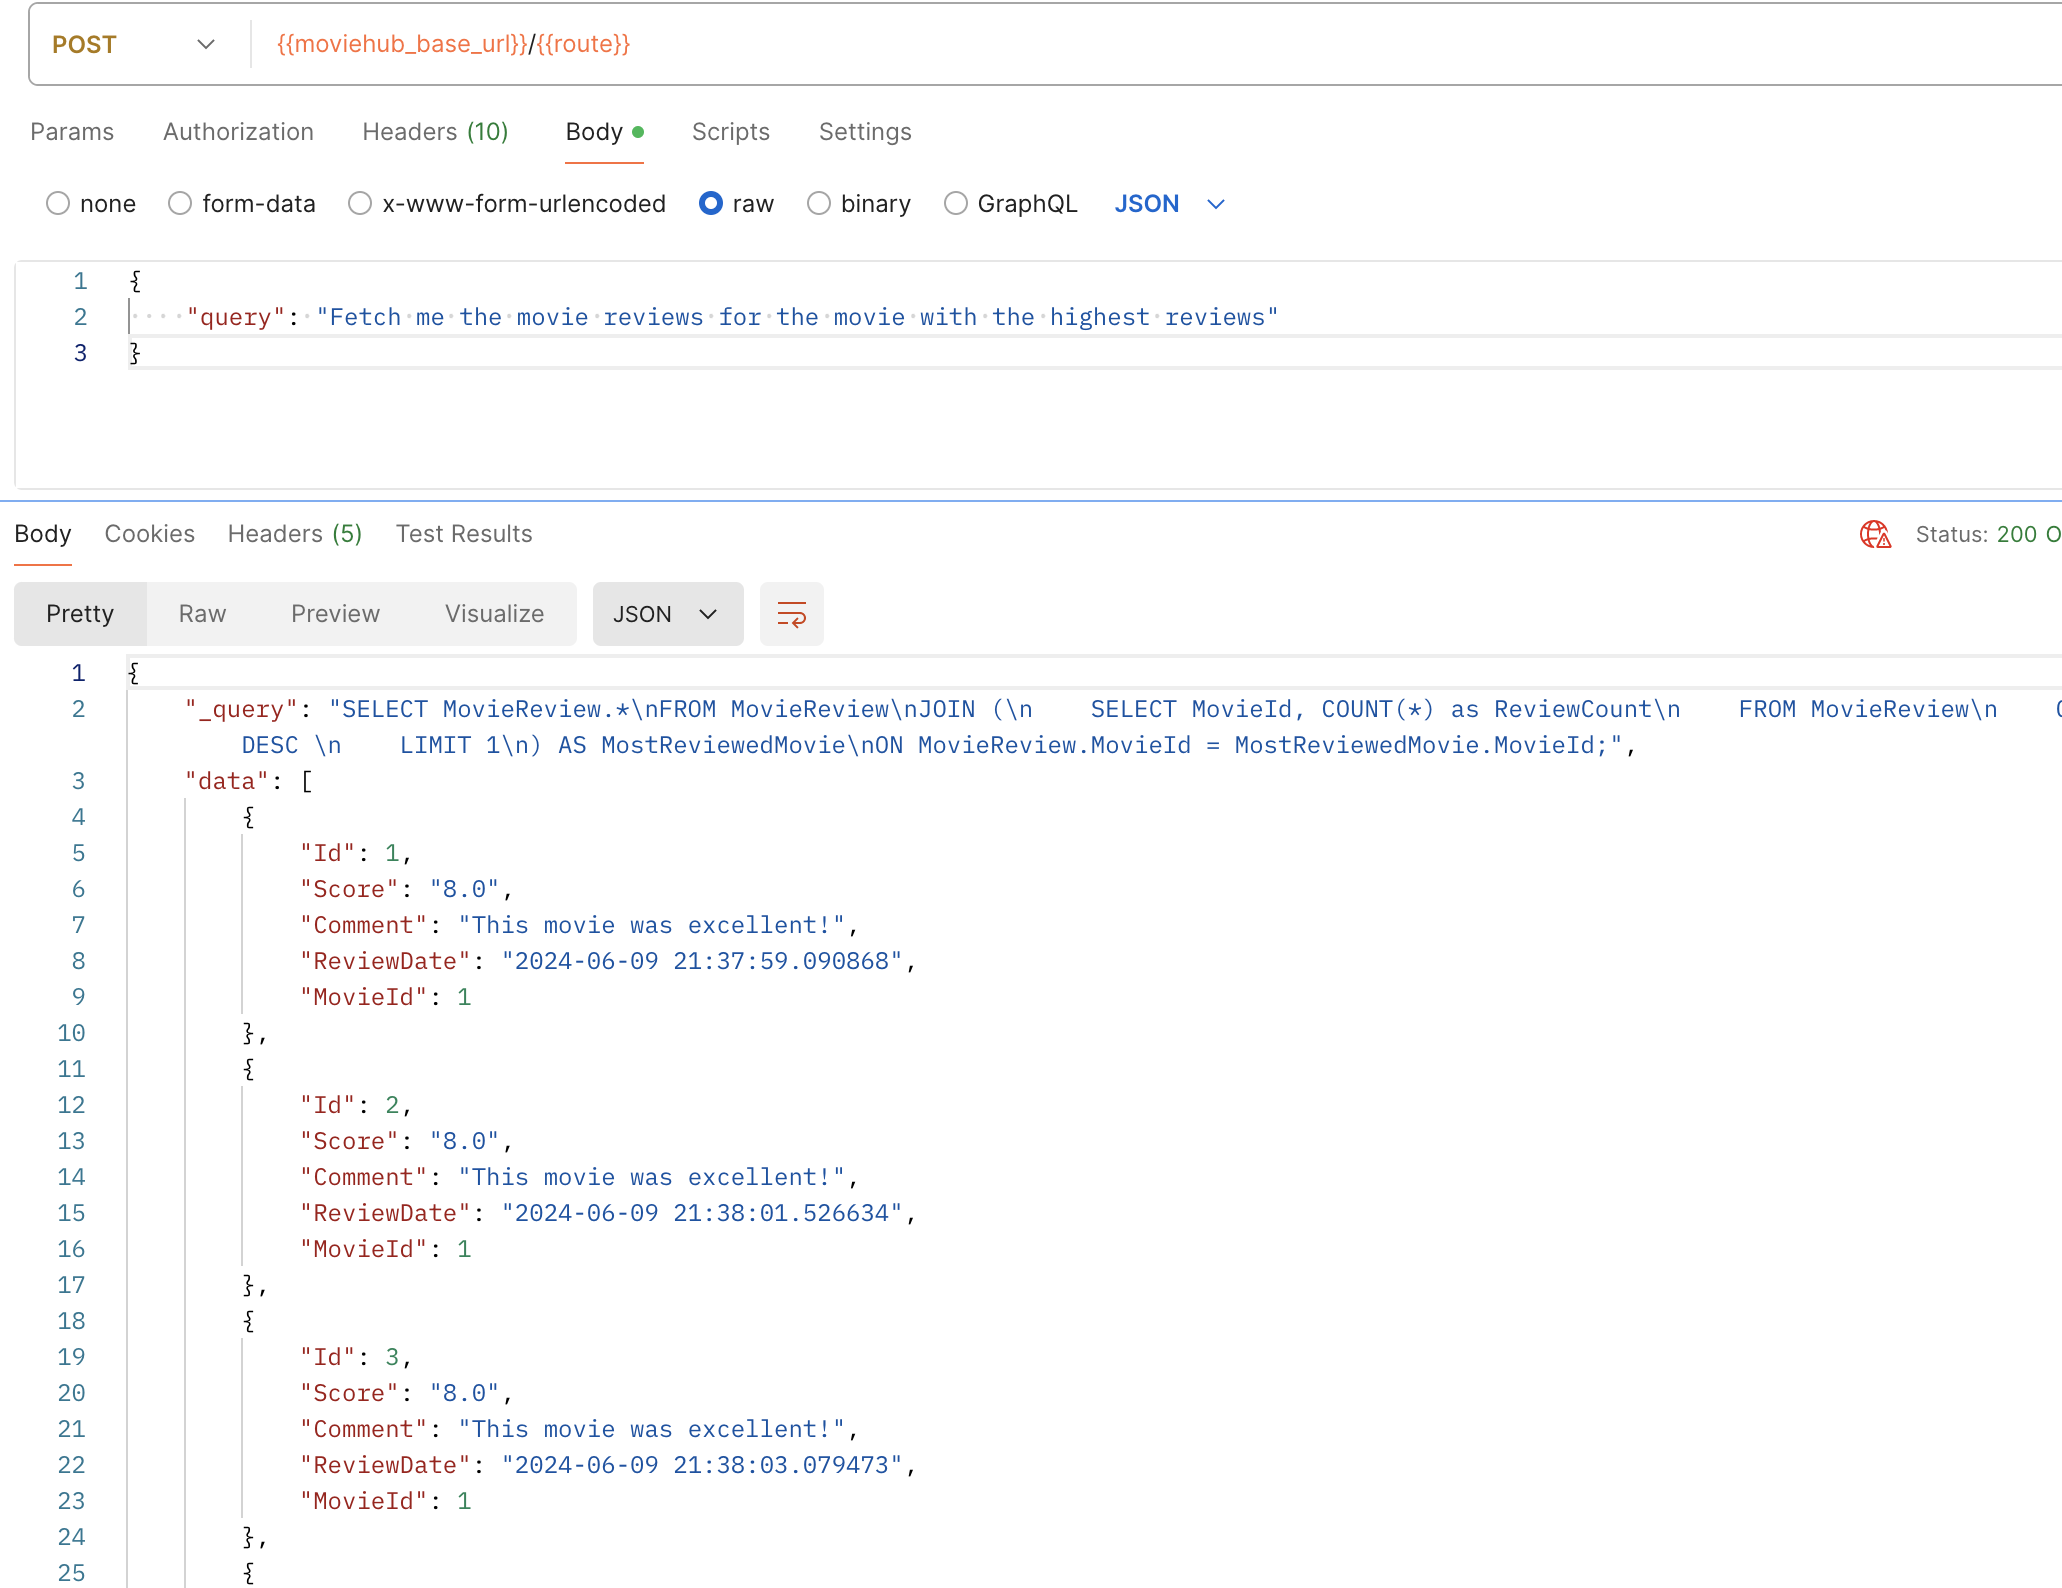 POST {{moviehub_base_url}}/{{route}}
Params Authorization Headers (10) Body Scripts Settings
none form-data x-www-form-urlencoded raw binary GraphQL JSON
1 {
2 "query": "Fetch me the movie reviews for the movie with the highest reviews"
3 }
Body Cookies Headers (5) Test Results Status: 200 O
Pretty Raw Preview Visualize JSON
1 {
2 "_query": "SELECT MovieReview.*\nFROM MovieReview\nJOIN (\n    SELECT MovieId, COUNT(*) as ReviewCount\n    FROM MovieReview\n
DESC \n    LIMIT 1\n) AS MostReviewedMovie\nON MovieReview.MovieId = MostReviewedMovie.MovieId;",
3 "data": [
4 {
5 "Id": 1,
6 "Score": "8.0",
7 "Comment": "This movie was excellent!",
8 "ReviewDate": "2024-06-09 21:37:59.090868",
9 "MovieId": 1
10 },
11 {
12 "Id": 2,
13 "Score": "8.0",
14 "Comment": "This movie was excellent!",
15 "ReviewDate": "2024-06-09 21:38:01.526634",
16 "MovieId": 1
17 },
18 {
19 "Id": 3,
20 "Score": "8.0",
21 "Comment": "This movie was excellent!",
22 "ReviewDate": "2024-06-09 21:38:03.079473",
23 "MovieId": 1
24 },
25 {